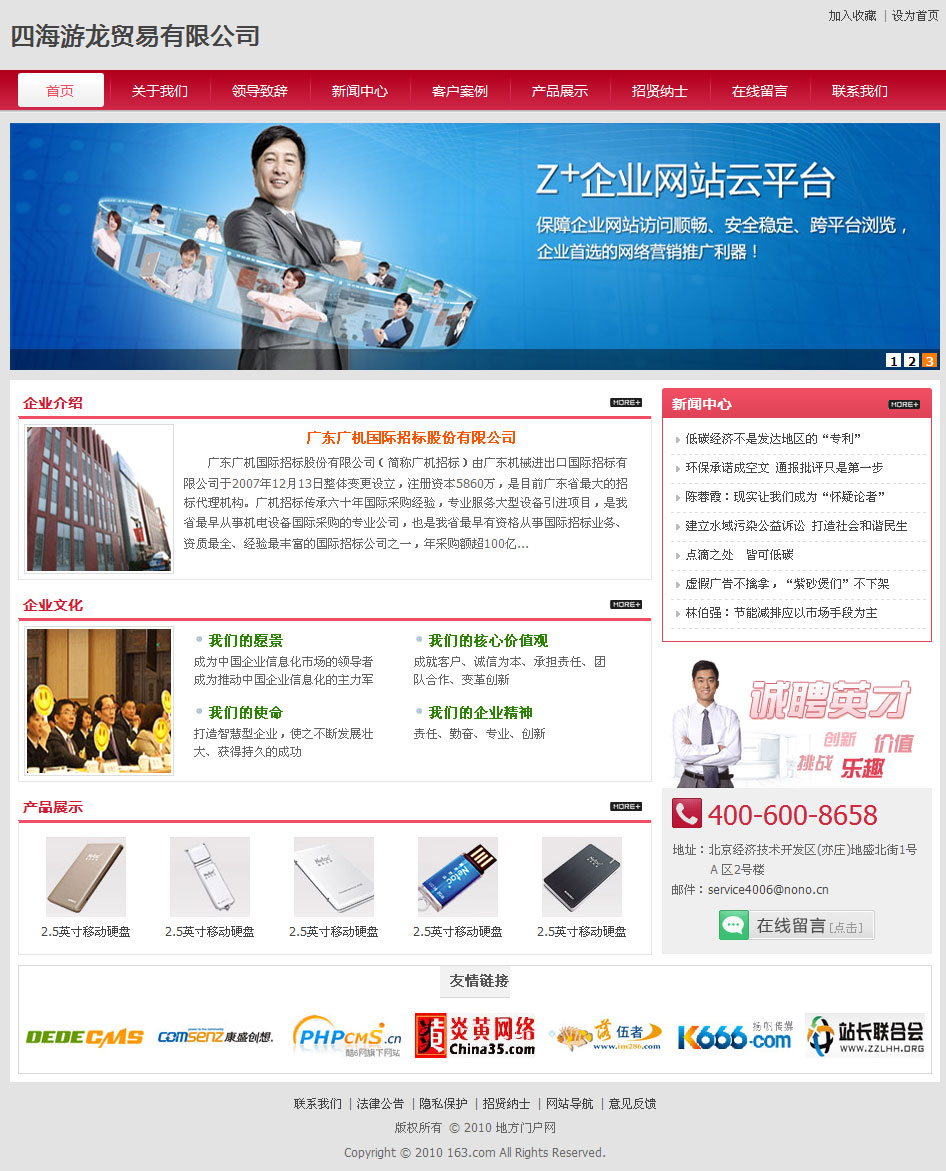 加入收藏 | 设为首页
四海游龙贸易有限公司
首页 关于我们 领导致辞 新闻中心 客户案例 产品展示 招贤纳士 在线留言 联系我们
Z+企业网站云平台
保障企业网站访问顺畅、安全稳定、跨平台浏览，
企业首选的网络营销推广利器！
1 2 3
企业介绍 MORE+
广东广机国际招标股份有限公司
广东广机国际招标股份有限公司（简称广机招标）由广东机械进出口国际招标有
限公司于2007年12月13日整体变更设立，注册资本5860万，是目前广东省最大的招
标代理机构。广机招标传承六十年国际采购经验，专业服务大型设备引进项目，是我
省最早从事机电设备国际采购的专业公司，也是我省最早有资格从事国际招标业务、
资质最全、经验最丰富的国际招标公司之一，年采购额超100亿...
新闻中心 MORE+
低碳经济不是发达地区的“专利”
环保承诺成空文 通报批评只是第一步
陈蓉霞：现实让我们成为“怀疑论者”
建立水域污染公益诉讼 打造社会和谐民生
点滴之处 皆可低碳
虚假广告不擒拿，“紫砂煲们”不下架
林伯强：节能减排应以市场手段为主
企业文化 MORE+
我们的愿景
成为中国企业信息化市场的领导者
成为推动中国企业信息化的主力军
我们的核心价值观
成就客户、诚信为本、承担责任、团
队合作、变革创新
我们的使命
打造智慧型企业，使之不断发展壮
大、获得持久的成功
我们的企业精神
责任、勤奋、专业、创新
诚聘英才
创新 价值
挑战 乐趣
400-600-8658
地址：北京经济技术开发区(亦庄)地盛北街1号
A 区2号楼
邮件：service4006@nono.cn
在线留言[点击]
产品展示 MORE+
Netac
Netac
Netac
Netac
Netac
2.5英寸移动硬盘 2.5英寸移动硬盘 2.5英寸移动硬盘 2.5英寸移动硬盘 2.5英寸移动硬盘
友情链接
DEDECMS
COMSENZ 康盛创想.
PHPCMS.cn
酷6网旗下网站
炎黄网络
China35.com
落伍者
www.im286.com
K666.com 扬帆传媒
站长联合会
WWW.ZZLHH.ORG
联系我们 | 法律公告 | 隐私保护 | 招贤纳士 | 网站导航 | 意见反馈
版权所有 © 2010 地方门户网
Copyright © 2010 163.com All Rights Reserved.